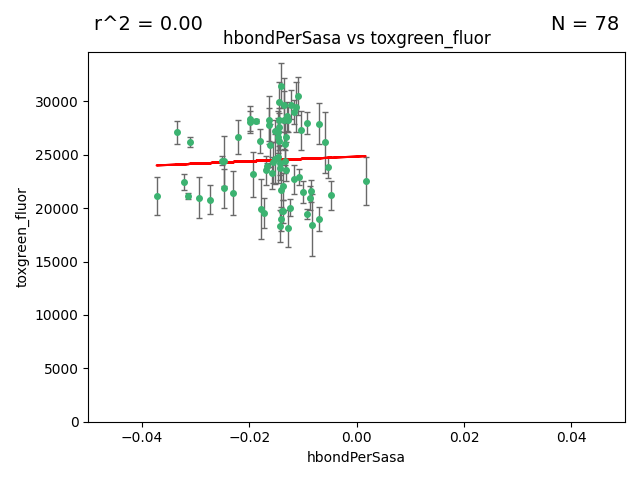 r^2 = 0.00
N = 78
hbondPerSasa vs toxgreen_fluor
30000
25000
20000
15000
10000
5000
0
toxgreen_fluor
−0.04
−0.02
0.00
0.02
0.04
hbondPerSasa